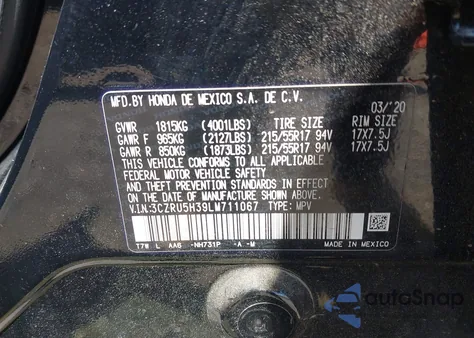 MFD.BY HONDA DE MEXICO S.A. DE C.V.
03/'20
GVWR 1815KG (4001LBS) TIRE SIZE RIM SIZE
GAWR F 965KG (2127LBS) 215/55R17 94V 17X7.5J
GAWR R 850KG (1873LBS) 215/55R17 94V 17X7.5J
THIS VEHICLE CONFORMS TO ALL APPLICABLE
FEDERAL MOTOR VEHICLE SAFETY
AND THEFT PREVENTION STANDARDS IN EFFECT ON
THE DATE OF MANUFACTURE SHOWN ABOVE.
V.I.N.:3CZRU5H39LM711067 TYPE: MPV
T7W L AA6 -NH731P -A -M MADE IN MEXICO
autoSnap